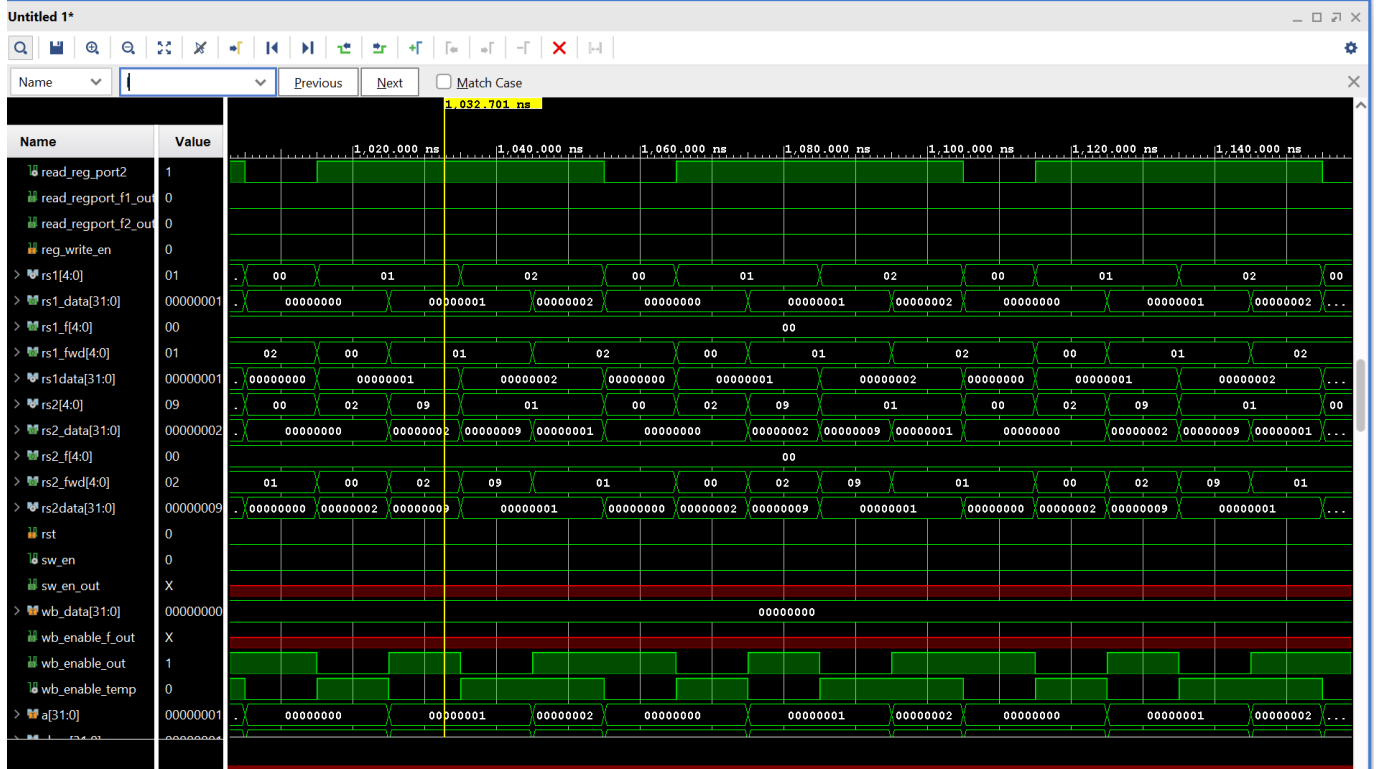 Untitled 1*
Name Previous Next Match Case
1,032.701 ns
Name Value
1,020.000 ns 1,040.000 ns 1,060.000 ns 1,080.000 ns 1,100.000 ns 1,120.000 ns 1,140.000 ns
read_reg_port2 1
read_regport_f1_out 0
read_regport_f2_out 0
reg_write_en 0
rs1[4:0] 01 . 00 01 02 00 01 02 00 01 02 00
rs1_data[31:0] 00000001 . 00000000 00000001 00000002 00000000 00000001 00000002 00000000 00000001 00000002 ...
rs1_f[4:0] 00 00
rs1_fwd[4:0] 01 02 00 01 02 00 01 02 00 01 02
rs1data[31:0] 00000001 . 00000000 00000001 00000002 00000000 00000001 00000002 00000000 00000001 00000002 ...
rs2[4:0] 09 . 00 02 09 01 00 02 09 01 00 02 09 01 00
rs2_data[31:0] 00000002 . 00000000 00000002 00000009 00000001 00000000 00000002 00000009 00000001 00000000 00000002 00000009 00000001 ...
rs2_f[4:0] 00 00
rs2_fwd[4:0] 02 01 00 02 09 01 00 02 09 01 00 02 09 01
rs2data[31:0] 00000009 . 00000000 00000002 00000009 00000001 00000000 00000002 00000009 00000001 00000000 00000002 00000009 00000001 ...
rst 0
sw_en 0
sw_en_out X
wb_data[31:0] 00000000 00000000
wb_enable_f_out X
wb_enable_out 1
wb_enable_temp 0
a[31:0] 00000001 . 00000000 00000001 00000002 00000000 00000001 00000002 00000000 00000001 00000002 ...